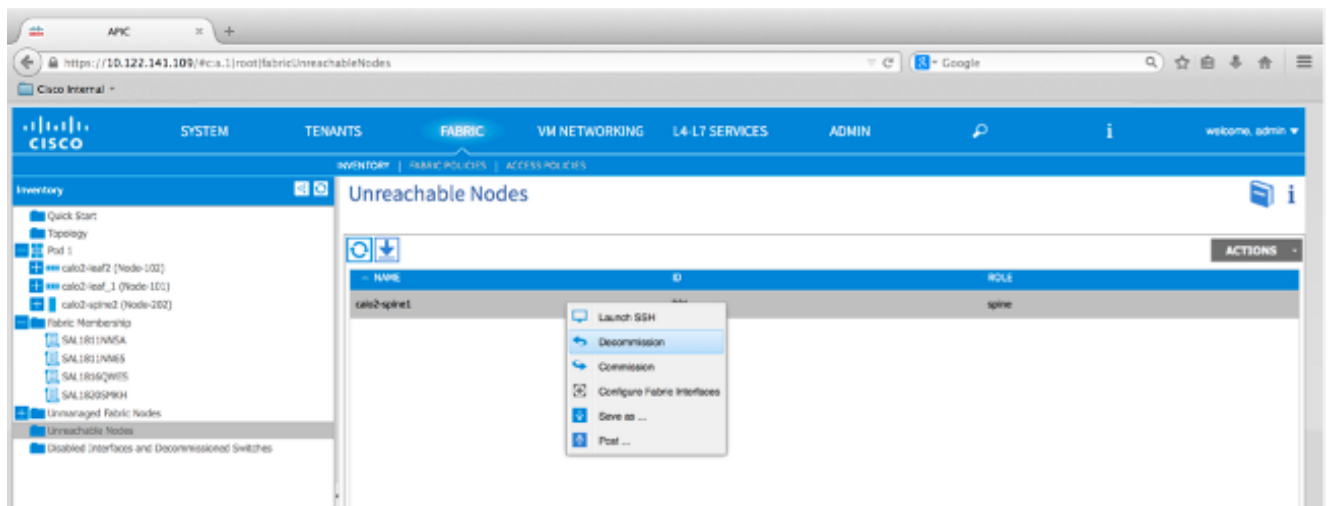 APIC
https://10.122.141.109/#c:a.1|root|fabricUnreachableNodes
Google
Cisco Internal
CISCO
SYSTEM TENANTS FABRIC VM NETWORKING L4-L7 SERVICES ADMIN i welcome, admin
INVENTORY | FABRIC POLICIES | ACCESS POLICIES
Inventory
Quick Start
Topology
Pod 1
calo2-leaf2 (Node-102)
calo2-leaf_1 (Node-101)
calo2-spine2 (Node-202)
Fabric Membership
SAL1811NN5A
SAL1816QWES
SAL1820SMKH
Unmanaged Fabric Nodes
Unreachable Nodes
Disabled Interfaces and Decommissioned Switches
Unreachable Nodes
i
ACTIONS
NAME ID ROLE
calo2-spine1 spine
Launch SSH
Decommission
Commission
Configure Fabric Interfaces
Save as ...
Post ...